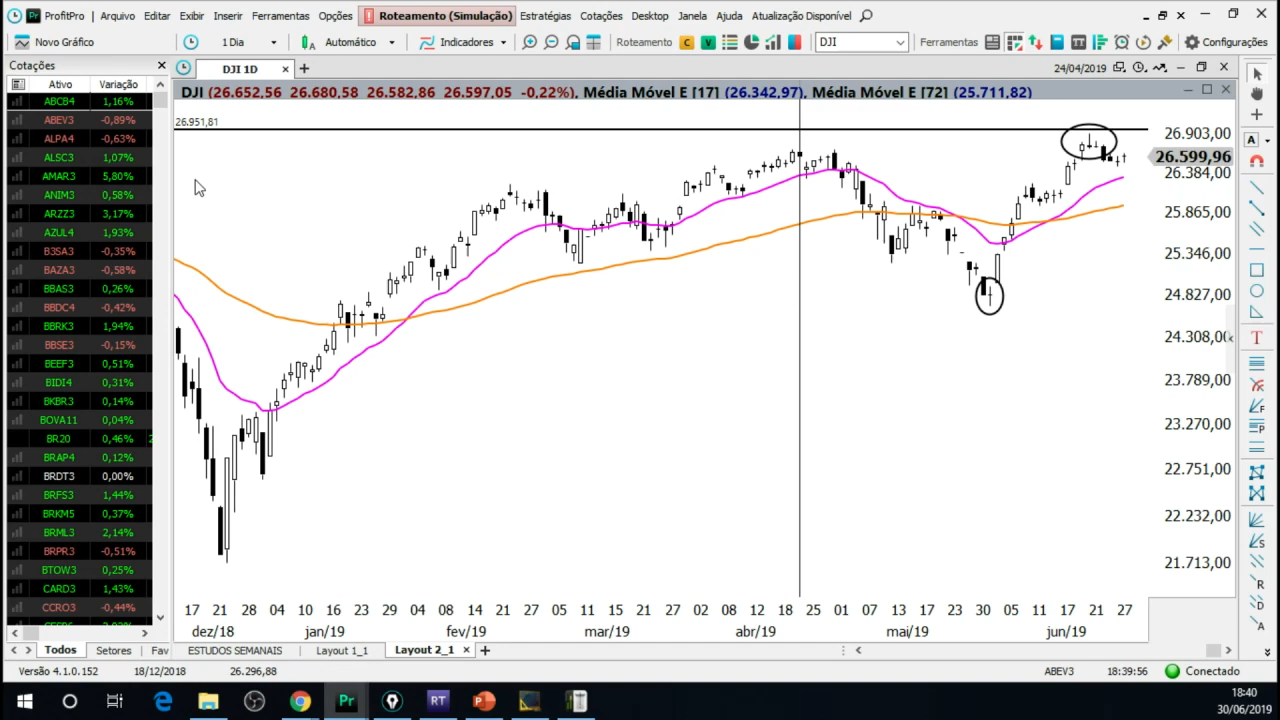 ProfitPro Arquivo Editar Exibir Inserir Ferramentas Opções Roteamento (Simulação) Estratégias Cotações Desktop Janela Ajuda Atualização Disponível
Novo Gráfico 1 Dia Automático Indicadores Roteamento C V DJI Ferramentas Configurações
Cotações
DJI 1D
24/04/2019
Ativo Variação
DJI (26.652,56 26.680,58 26.582,86 26.597,05 -0,22%), Média Móvel E [17] (26.342,97), Média Móvel E [72] (25.711,82)
26.951,81
ABCB4 1,16%
ABEV3 -0,89%
ALPA4 -0,63%
ALSC3 1,07%
AMAR3 5,80%
ANIM3 0,58%
ARZZ3 3,17%
AZUL4 1,93%
B3SA3 -0,35%
BAZA3 -0,58%
BBAS3 0,26%
BBDC4 -0,42%
BBRK3 1,94%
BBSE3 -0,15%
BEEF3 0,51%
BIDI4 0,31%
BKBR3 0,14%
BOVA11 0,04%
BR20 0,46% 2
BRAP4 0,12%
BRDT3 0,00%
BRFS3 1,44%
BRKM5 0,37%
BRML3 2,14%
BRPR3 -0,51%
BTOW3 0,25%
CARD3 1,43%
CCRO3 -0,44%
26.903,00
26.599,96
26.384,00
25.865,00
25.346,00
24.827,00
24.308,00
23.789,00
23.270,00
22.751,00
22.232,00
21.713,00
17 21 28 04 10 16 23 29 04 08 14 20 27 05 11 15 21 27 02 08 12 18 25 01 07 13 17 23 30 05 11 17 21 27
dez/18 jan/19 fev/19 mar/19 abr/19 mai/19 jun/19
Todos Setores Fav ESTUDOS SEMANAIS Layout 1_1 Layout 2_1
Versão 4.1.0.152 18/12/2018 26.296,88 ABEV3 18:39:56 Conectado
Pr RT
18:40
30/06/2019